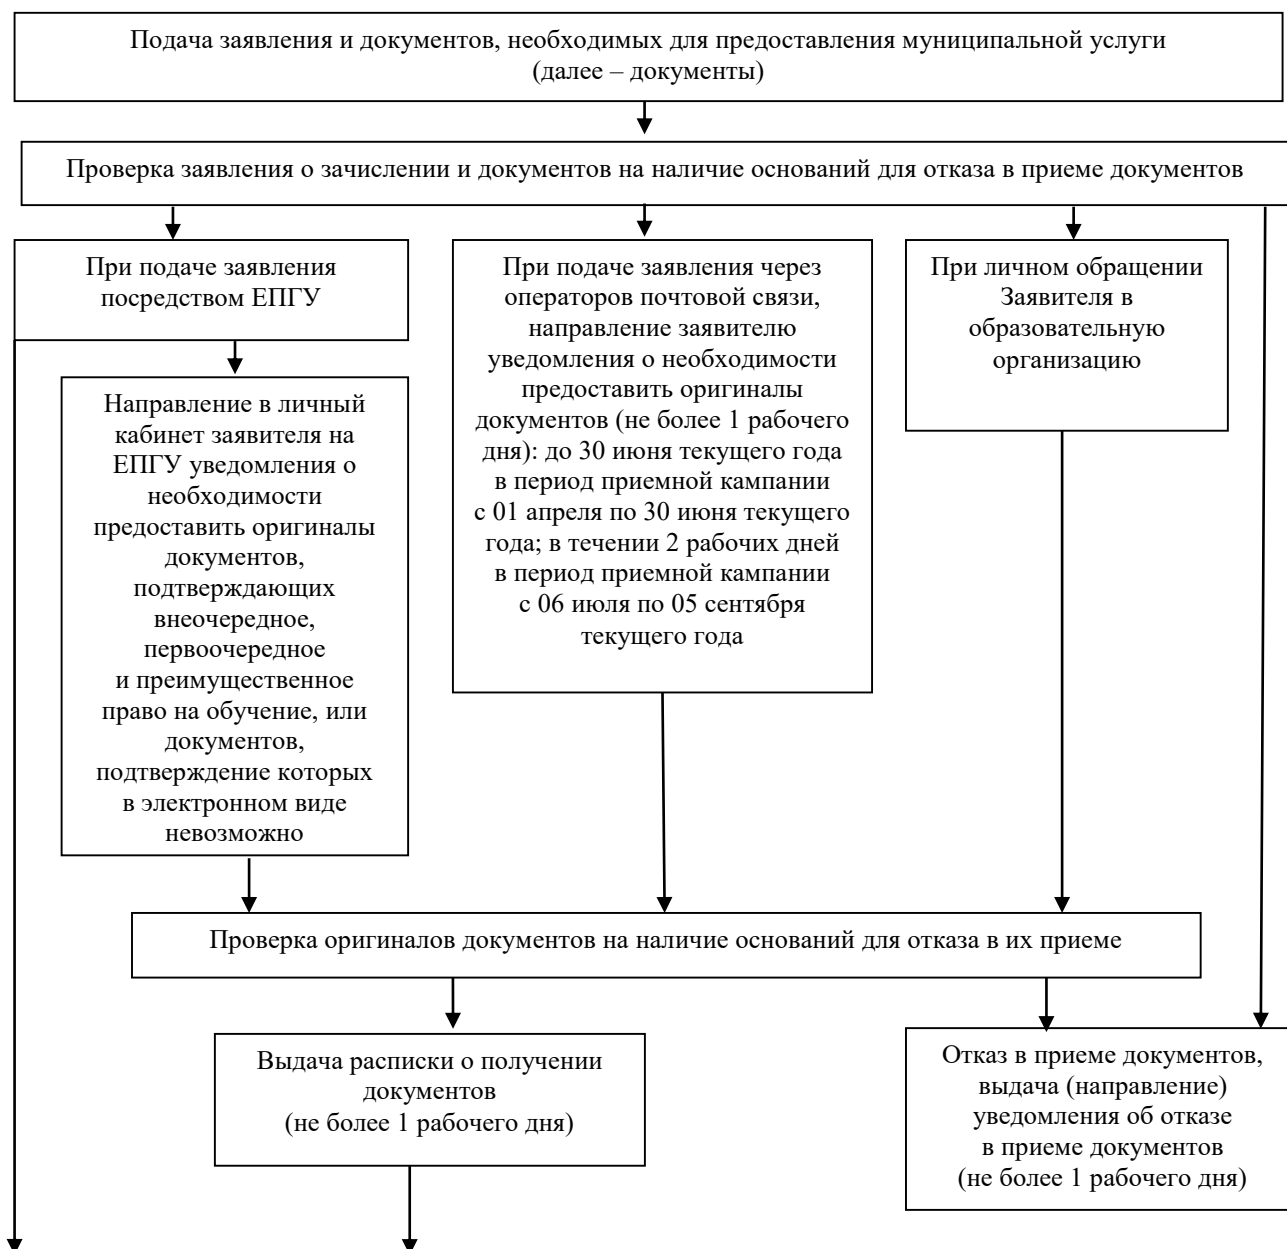 Подача заявления и документов, необходимых для предоставления муниципальной услуги
(далее – документы)
Проверка заявления о зачислении и документов на наличие оснований для отказа в приеме документов
При подаче заявления
посредством ЕПГУ
Направление в личный
кабинет заявителя на
ЕПГУ уведомления о
необходимости
предоставить оригиналы
документов,
подтверждающих
внеочередное,
первоочередное
и преимущественное
право на обучение, или
документов,
подтверждение которых
в электронном виде
невозможно
При подаче заявления через
операторов почтовой связи,
направление заявителю
уведомления о необходимости
предоставить оригиналы
документов (не более 1 рабочего
дня): до 30 июня текущего года
в период приемной кампании
с 01 апреля по 30 июня текущего
года; в течении 2 рабочих дней
в период приемной кампании
с 06 июля по 05 сентября
текущего года
При личном обращении
Заявителя в
образовательную
организацию
Проверка оригиналов документов на наличие оснований для отказа в их приеме
Выдача расписки о получении
документов
(не более 1 рабочего дня)
Отказ в приеме документов,
выдача (направление)
уведомления об отказе
в приеме документов
(не более 1 рабочего дня)